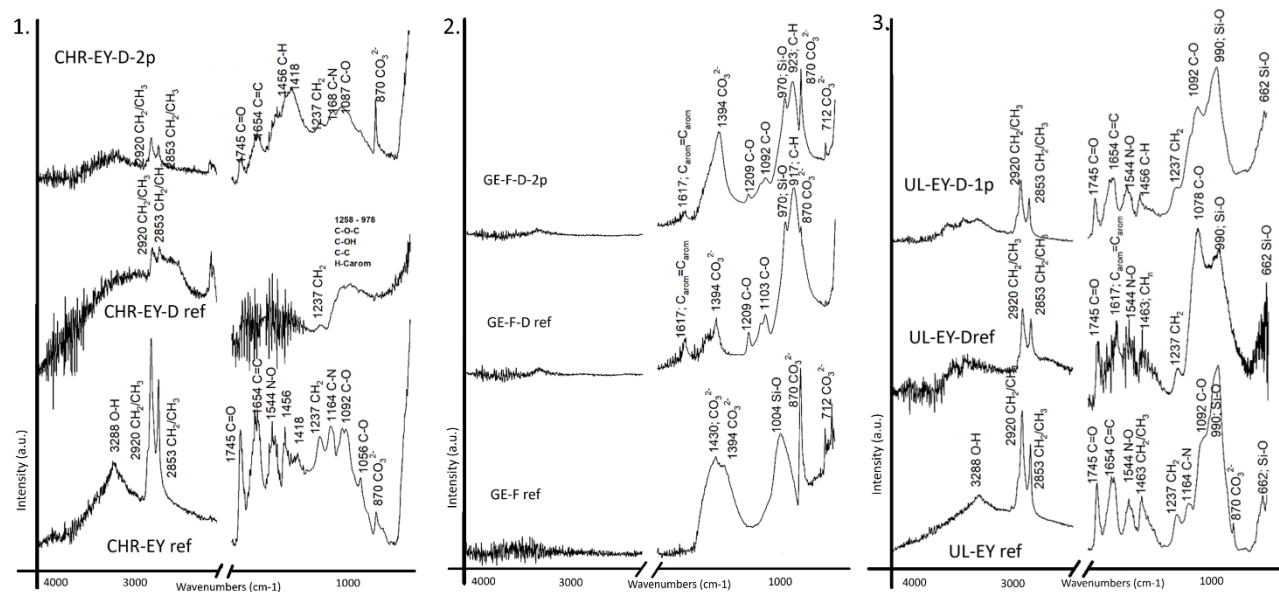 1.
CHR-EY-D-2p
2920 CH2/CH3
2853 CH2/CH3
1745 C=O
1654 C=C
1456 C-H
1418
1237 CH2
1168 C-N
1087 C-O
870 CO3 2-
CHR-EY-D ref
2920 CH2/CH3
2853 CH2/CH3
1237 CH2
1258 - 978
C-O-C
C-OH
C-C
H-Carom
CHR-EY ref
3288 O-H
2920 CH2/CH3
2853 CH2/CH3
1745 C=O
1654 C=C
1544 N-O
1456
1418
1237 CH2
1164 C-N
1092 C-O
1056 C-O
870 CO3 2-
Intensity (a.u.)
4000
3000
1000
Wavenumbers (cm-1)
2.
GE-F-D-2p
1617; Carom=Carom
1394 CO3 2-
1209 C-O
1092 C-O
970; Si-O
923; C-H
870 CO3 2-
712 CO3 2-
GE-F-D ref
1617; Carom=Carom
1394 CO3 2-
1209 C-O
1103 C-O
970; Si-O
917; C-H
870 CO3 2-
GE-F ref
1430; CO3 2-
1394 CO3 2-
1004 Si-O
870 CO3 2-
712 CO3 2-
Intensity (a.u.)
4000
3000
1000
Wavenumbers (cm-1)
3.
UL-EY-D-1p
2920 CH2/CH3
2853 CH2/CH3
1745 C=O
1654 C=C
1544 N-O
1456 C-H
1237 CH2
1092 C-O
990; Si-O
662 Si-O
UL-EY-Dref
2920 CH2/CH3
2853 CH2/CH3
1745 C=O
1617; Carom=Carom
1544 N-O
1463; CHn
1237 CH2
1078 C-O
990; Si-O
662 Si-O
UL-EY ref
3288 O-H
2920 CH2/CH3
2853 CH2/CH3
1745 C=O
1654 C=C
1544 N-O
1463 CH2/CH3
1237 CH2
1164 C-N
1092 C-O
990; Si-O
870 CO3 2-
662; Si-O
Intensity (a.u.)
4000
3000
1000
Wavenumbers (cm-1)